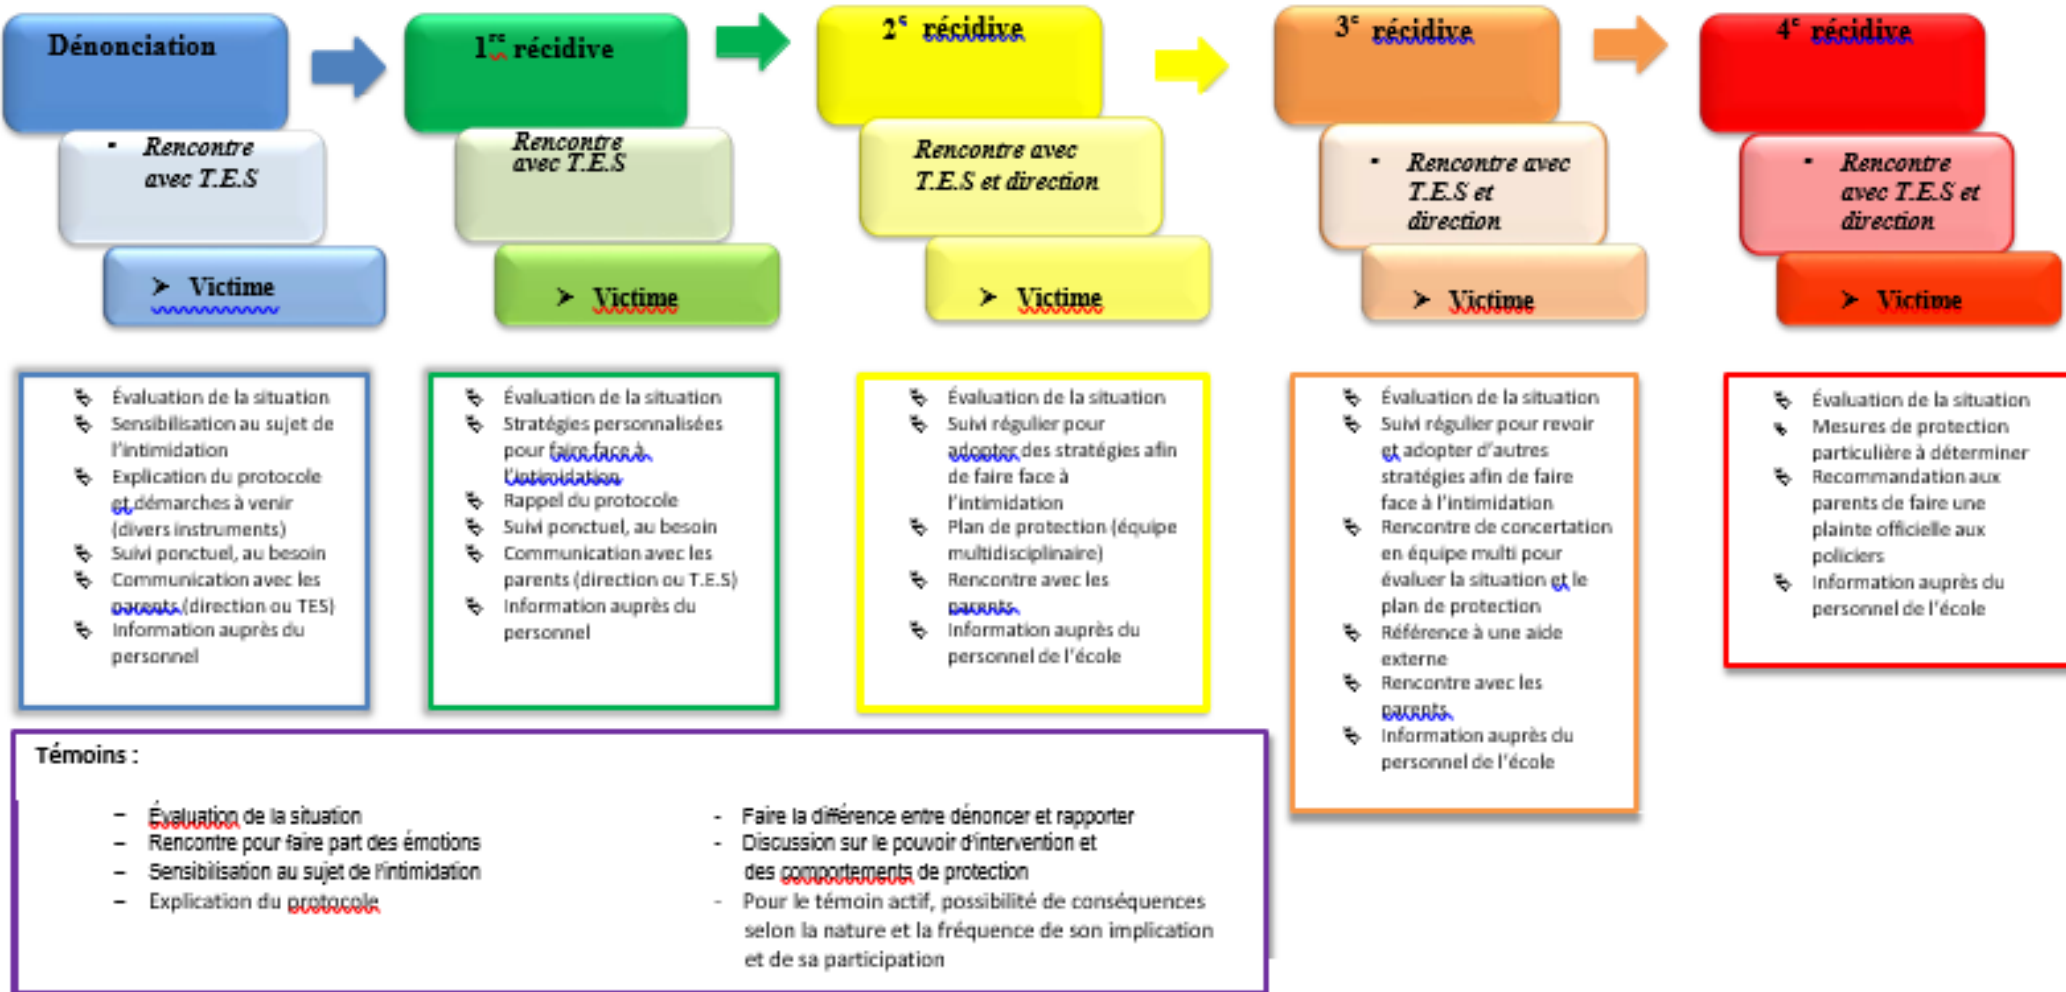 Dénonciation
Rencontre
avec T.E.S
Victime
Évaluation de la situation
Sensibilisation au sujet de
l'intimidation
Explication du protocole
et démarches à venir
(divers instruments)
Suivi ponctuel, au besoin
Communication avec les
parents (direction ou TES)
Information auprès du
personnel
1re récidive
Rencontre
avec T.E.S
Victime
Évaluation de la situation
Stratégies personnalisées
pour faire face à
l'intimidation
Rappel du protocole
Suivi ponctuel, au besoin
Communication avec les
parents (direction ou T.E.S)
Information auprès du
personnel
2e récidive
Rencontre avec
T.E.S et direction
Victime
Évaluation de la situation
Suivi régulier pour
adopter des stratégies afin
de faire face à
l'intimidation
Plan de protection (équipe
multidisciplinaire)
Rencontre avec les
parents
Information auprès du
personnel de l'école
3e récidive
Rencontre avec
T.E.S et
direction
Victime
Évaluation de la situation
Suivi régulier pour revoir
et adopter d'autres
stratégies afin de faire
face à l'intimidation
Rencontre de concertation
en équipe multi pour
évaluer la situation et le
plan de protection
Référence à une aide
externe
Rencontre avec les
parents
Information auprès du
personnel de l'école
4e récidive
Rencontre
avec T.E.S et
direction
Victime
Évaluation de la situation
Mesures de protection
particulière à déterminer
Recommandation aux
parents de faire une
plainte officielle aux
policiers
Information auprès du
personnel de l'école
Témoins :
– Évaluation de la situation
– Rencontre pour faire part des émotions
– Sensibilisation au sujet de l'intimidation
– Explication du protocole
- Faire la différence entre dénoncer et rapporter
- Discussion sur le pouvoir d'intervention et
des comportements de protection
- Pour le témoin actif, possibilité de conséquences
selon la nature et la fréquence de son implication
et de sa participation